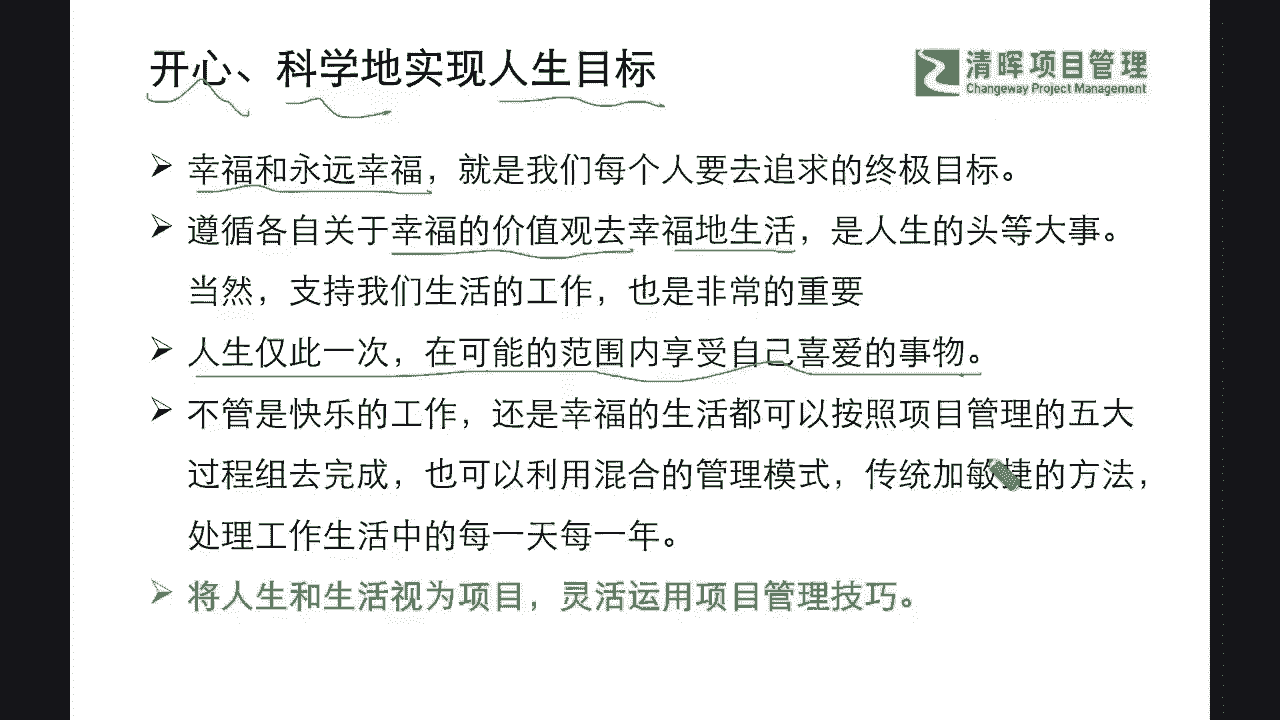 开心、科学地实现人生目标
清晖项目管理
Changeway Project Management
幸福和永远幸福，就是我们每个人要去追求的终极目标。
遵循各自关于幸福的价值观去幸福地生活，是人生的头等大事。
当然，支持我们生活的工作，也是非常的重要
人生仅此一次，在可能的范围内享受自己喜爱的事物。
不管是快乐的工作，还是幸福的生活都可以按照项目管理的五大
过程组去完成，也可以利用混合的管理模式，传统加敏捷的方法，
处理工作生活中的每一天每一年。
将人生和生活视为项目，灵活运用项目管理技巧。